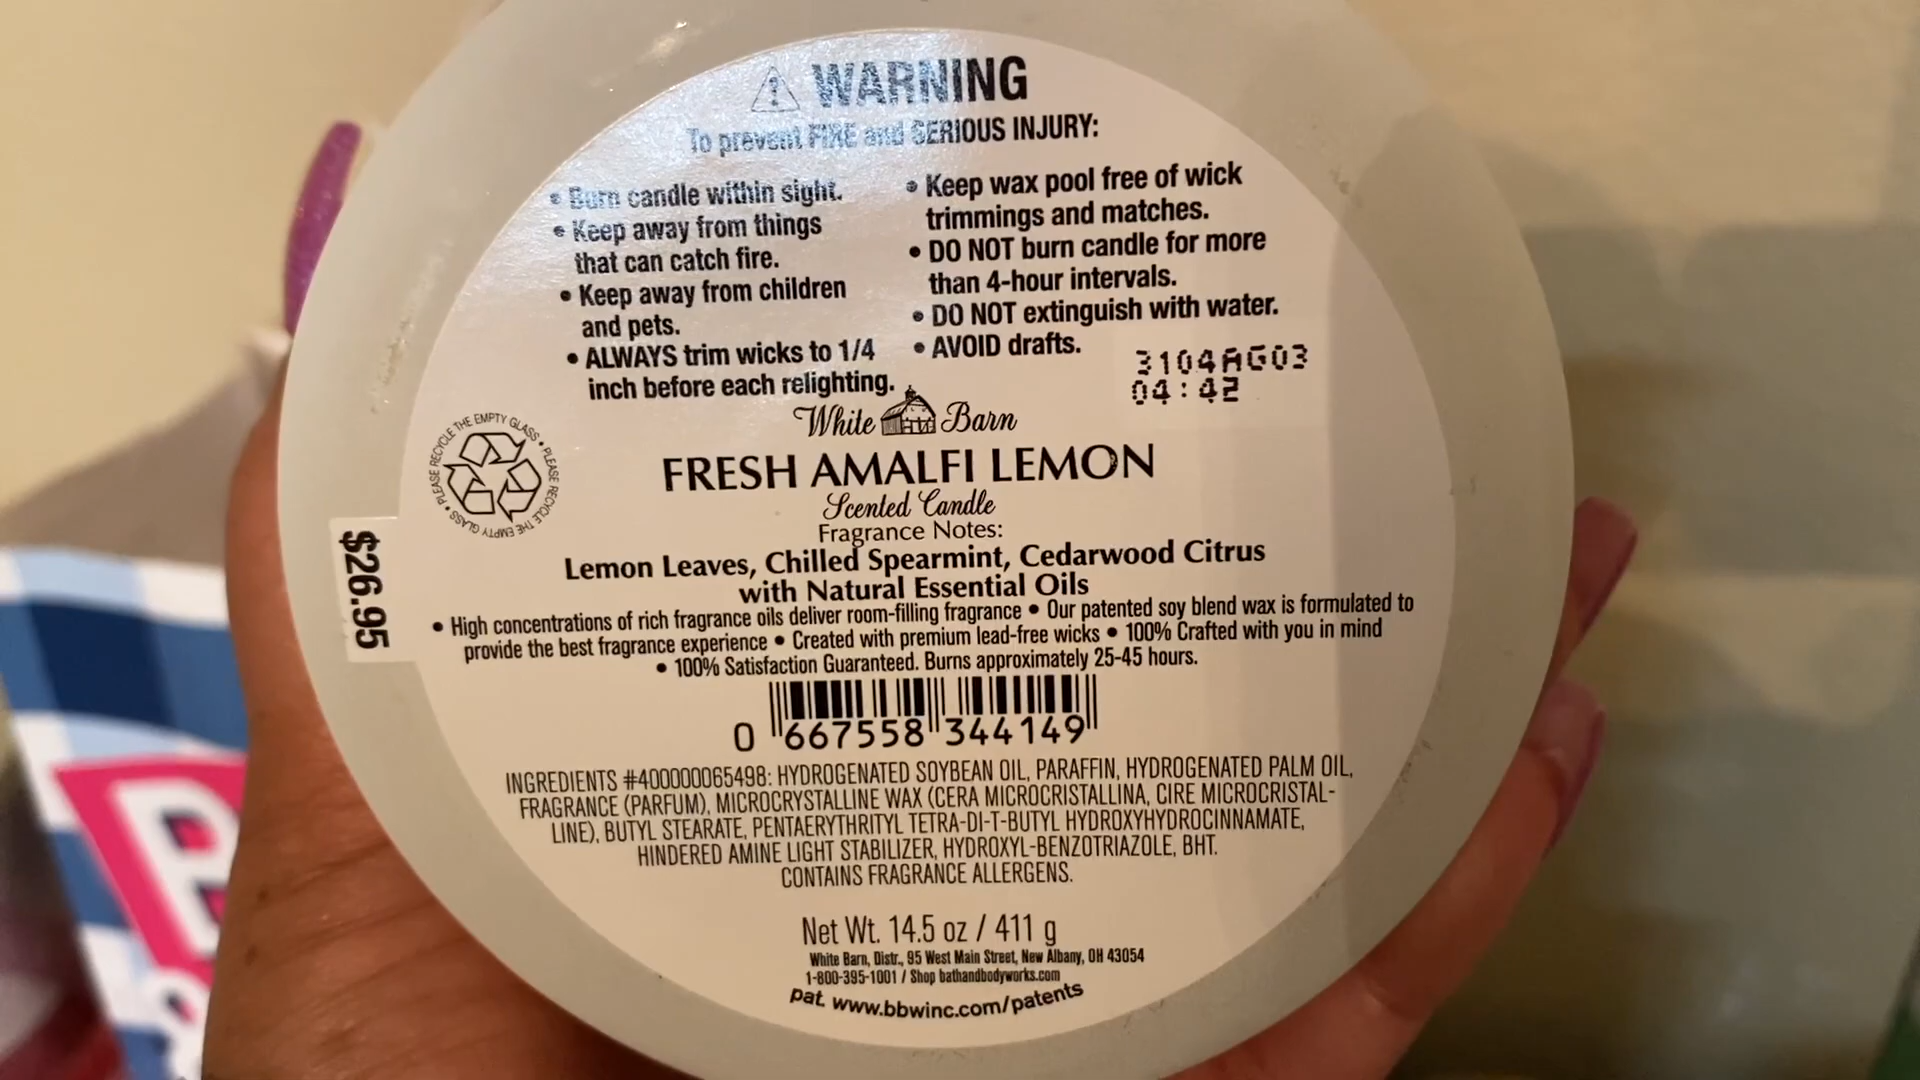 WARNING
To prevent FIRE and SERIOUS INJURY:
• Burn candle within sight.
• Keep away from things
that can catch fire.
• Keep away from children
and pets.
• ALWAYS trim wicks to 1/4
inch before each relighting.
• Keep wax pool free of wick
trimmings and matches.
• DO NOT burn candle for more
than 4-hour intervals.
• DO NOT extinguish with water.
• AVOID drafts.
3104AG03
04:42
White Barn
PLEASE RECYCLE THE EMPTY GLASS • PLEASE RECYCLE THE EMPTY GLASS •
FRESH AMALFI LEMON
Scented Candle
Fragrance Notes:
Lemon Leaves, Chilled Spearmint, Cedarwood Citrus
with Natural Essential Oils
$26.95
• High concentrations of rich fragrance oils deliver room-filling fragrance • Our patented soy blend wax is formulated to
provide the best fragrance experience • Created with premium lead-free wicks • 100% Crafted with you in mind
• 100% Satisfaction Guaranteed. Burns approximately 25-45 hours.
0 667558 344149
INGREDIENTS #400000065498: HYDROGENATED SOYBEAN OIL, PARAFFIN, HYDROGENATED PALM OIL,
FRAGRANCE (PARFUM), MICROCRYSTALLINE WAX (CERA MICROCRISTALLINA, CIRE MICROCRISTAL-
LINE), BUTYL STEARATE, PENTAERYTHRITYL TETRA-DI-T-BUTYL HYDROXYHYDROCINNAMATE,
HINDERED AMINE LIGHT STABILIZER, HYDROXYL-BENZOTRIAZOLE, BHT.
CONTAINS FRAGRANCE ALLERGENS.
Net Wt. 14.5 oz / 411 g
White Barn, Distr., 95 West Main Street, New Albany, OH 43054
1-800-395-1001 / Shop bathandbodyworks.com
pat. www.bbwinc.com/patents